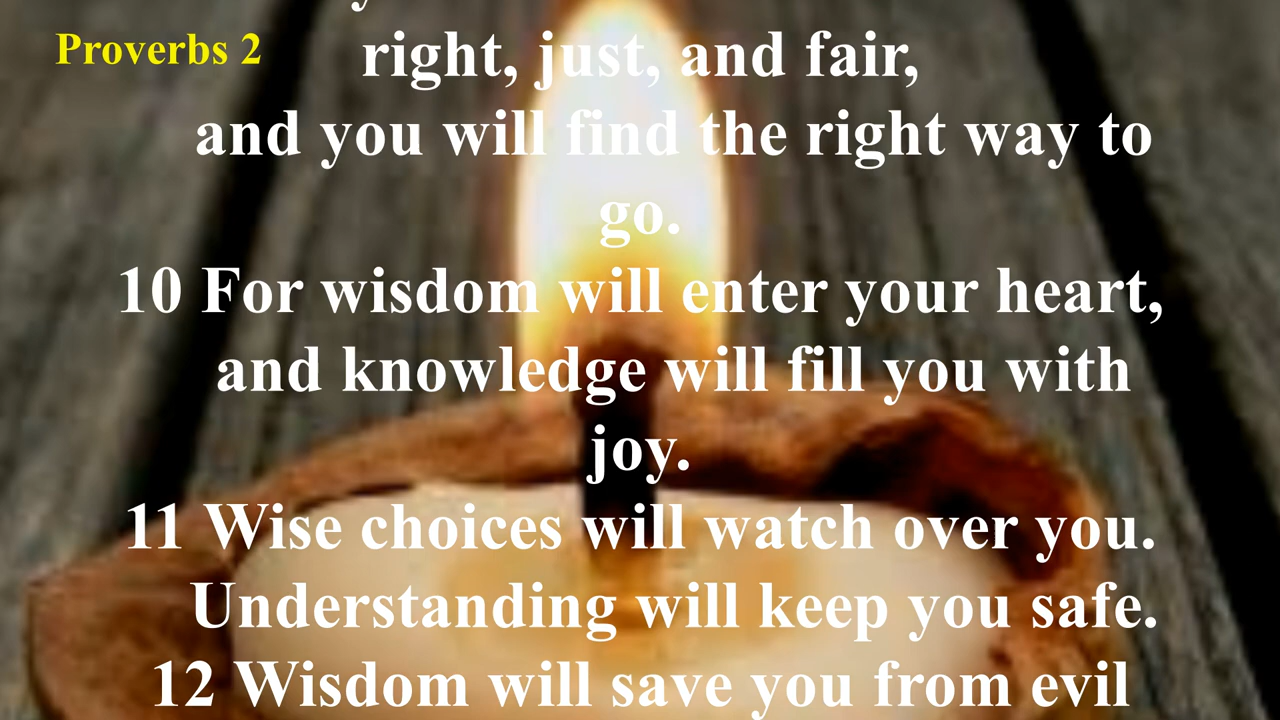 Proverbs 2
right, just, and fair,
and you will find the right way to
go.
10 For wisdom will enter your heart,
and knowledge will fill you with
joy.
11 Wise choices will watch over you.
Understanding will keep you safe.
12 Wisdom will save you from evil